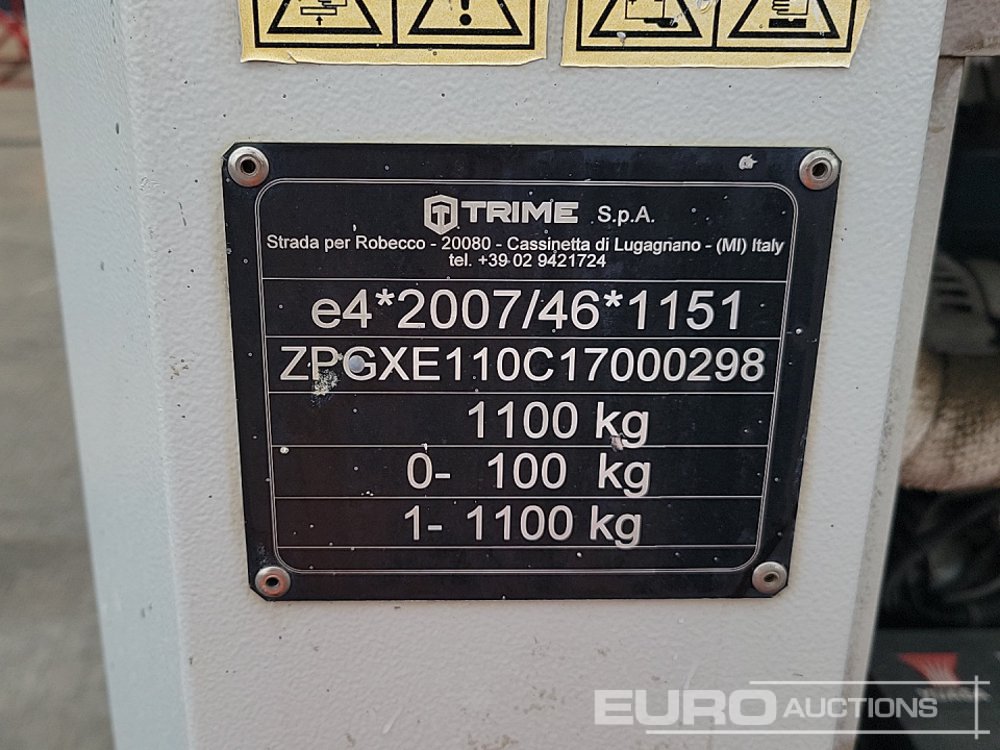 TRIME S.p.A.
Strada per Robecco - 20080 - Cassinetta di Lugagnano - (MI) Italy
tel. +39 02 9421724
e4*2007/46*1151
ZPGXE110C17000298
1100 kg
0- 100 kg
1- 1100 kg
EURO AUCTIONS